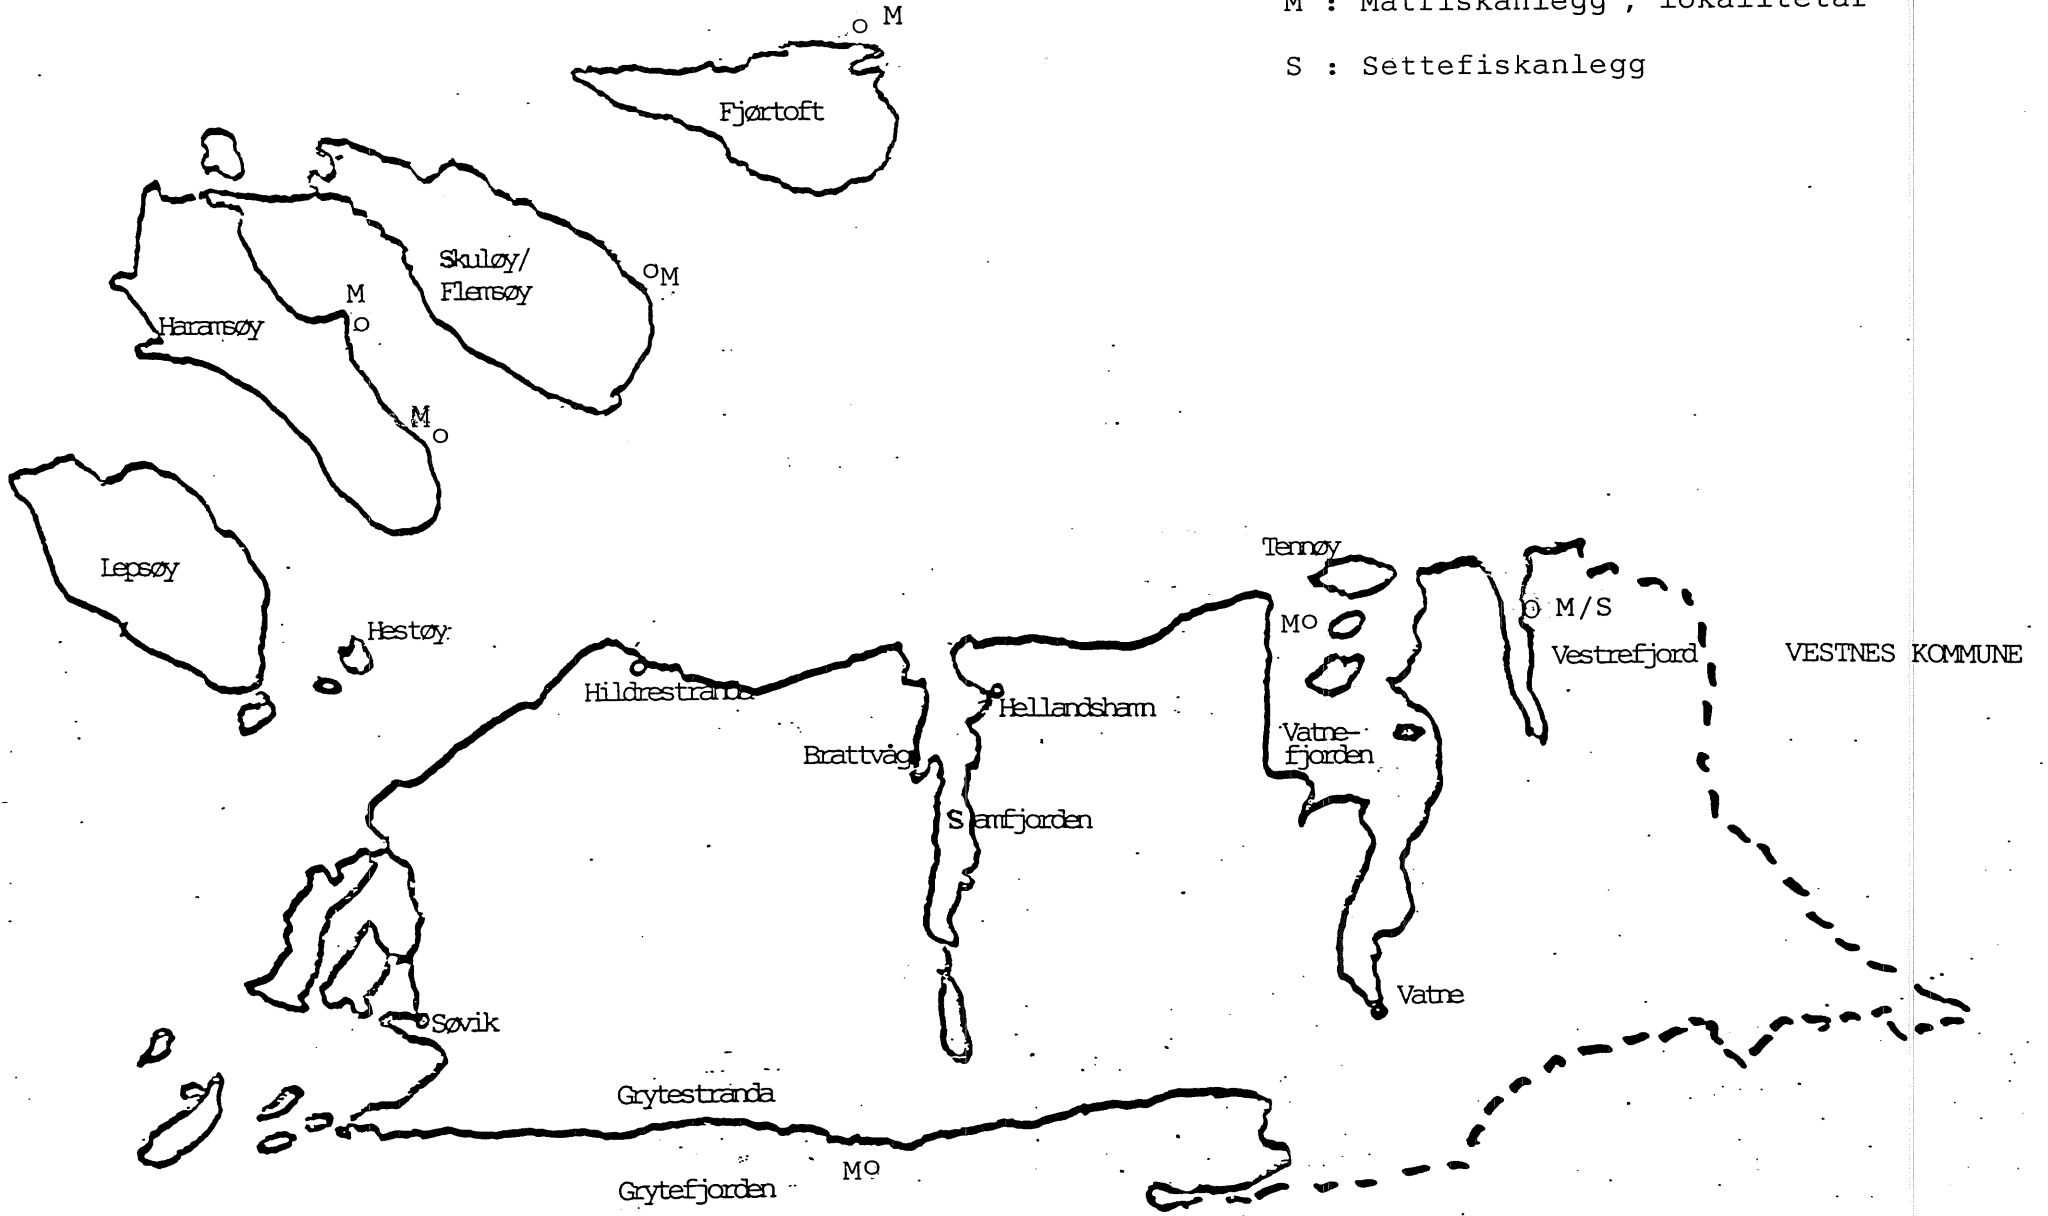 M : Matfiskanlegg , lokalitetar
M
S : Settefiskanlegg
Fjørtoft
Skuløy/
Flemsøy
M
M
Haramsøy
M
Tennøy
Lepsøy
M/S
M
Hestøy
Vestrefjord
VESTNES KOMMUNE
Hildrestranda
Hellandshamn
Vatne-
fjorden
Brattvåg
Samfjorden
Vatne
Søvik
Grytestranda
M
Grytefjorden